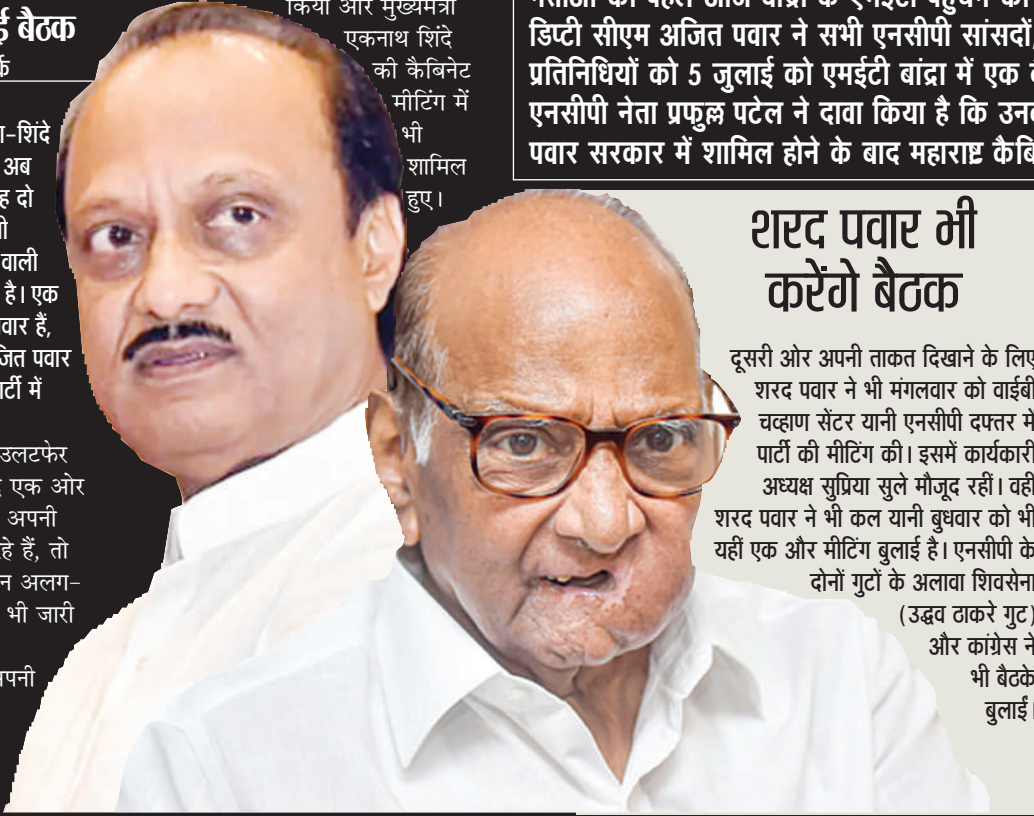 ई बैठक
र्क
ा-शिंदे
अब
ह दो
ी
वाली
है। एक
वार हैं,
जित पवार
ार्टी में
उलटफेर
एक ओर
अपनी
हे हैं, तो
न अलग-
भी जारी
पनी
किया और मुख्यमंत्री
एकनाथ शिंदे
की कैबिनेट
मीटिंग में
भी
शामिल
हुए।
डिप्टी सीएम अजित पवार ने सभी एनसीपी सांसदों,
प्रतिनिधियों को 5 जुलाई को एमईटी बांद्रा में एक
एनसीपी नेता प्रफुल्ल पटेल ने दावा किया है कि
पवार सरकार में शामिल होने के बाद महाराष्ट्र
शरद पवार भी
करेंगे बैठक
दूसरी ओर अपनी ताकत दिखाने के लिए
शरद पवार ने भी मंगलवार को वाईबी
चव्हाण सेंटर यानी एनसीपी दफ्तर में
पार्टी की मीटिंग की। इसमें कार्यकारी
अध्यक्ष सुप्रिया सुले मौजूद रहीं। वही
शरद पवार ने भी कल यानी बुधवार को भी
यहीं एक और मीटिंग बुलाई है। एनसीपी के
दोनों गुटों के अलावा शिवसेना
(उद्धव ठाकरे गुट)
और कांग्रेस ने
भी बैठकें
बुलाईं।